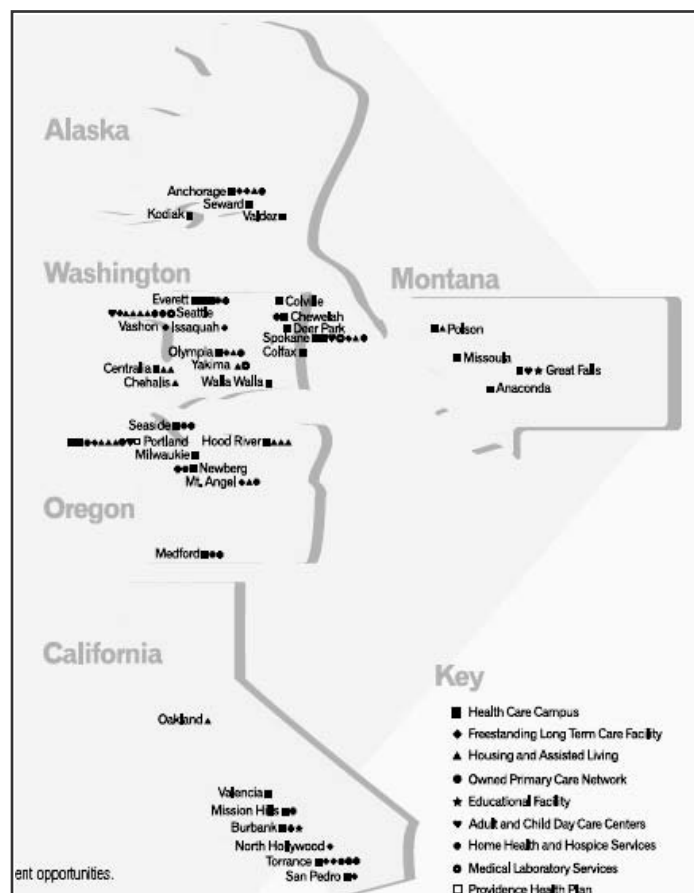 Alaska
Anchorage
Seward
Kodiak
Valdez
Washington
Montana
Everett
Colville
Seattle
Chewelah
Vashon
Issaquah
Deer Park
Polson
Spokane
Olympia
Colfax
Missoula
Centralia
Yakima
Great Falls
Chehalis
Walla Walla
Anaconda
Seaside
Portland
Hood River
Milwaukie
Newberg
Mt. Angel
Oregon
Medford
California
Key
Health Care Campus
Oakland
Freestanding Long Term Care Facility
Housing and Assisted Living
Owned Primary Care Network
Valencia
Educational Facility
Mission Hills
Adult and Child Day Care Centers
Burbank
Home Health and Hospice Services
North Hollywood
Torrance
Medical Laboratory Services
San Pedro
ent opportunities.
Providence Health Plan